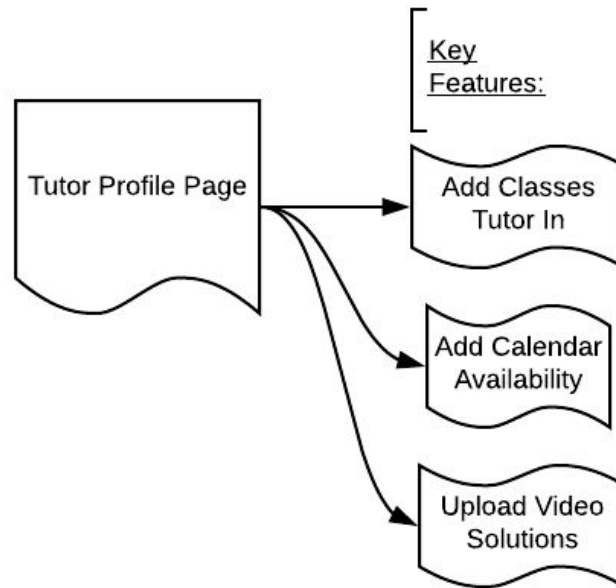 Key
Features:
Tutor Profile Page
Add Classes
Tutor In
Add Calendar
Availability
Upload Video
Solutions